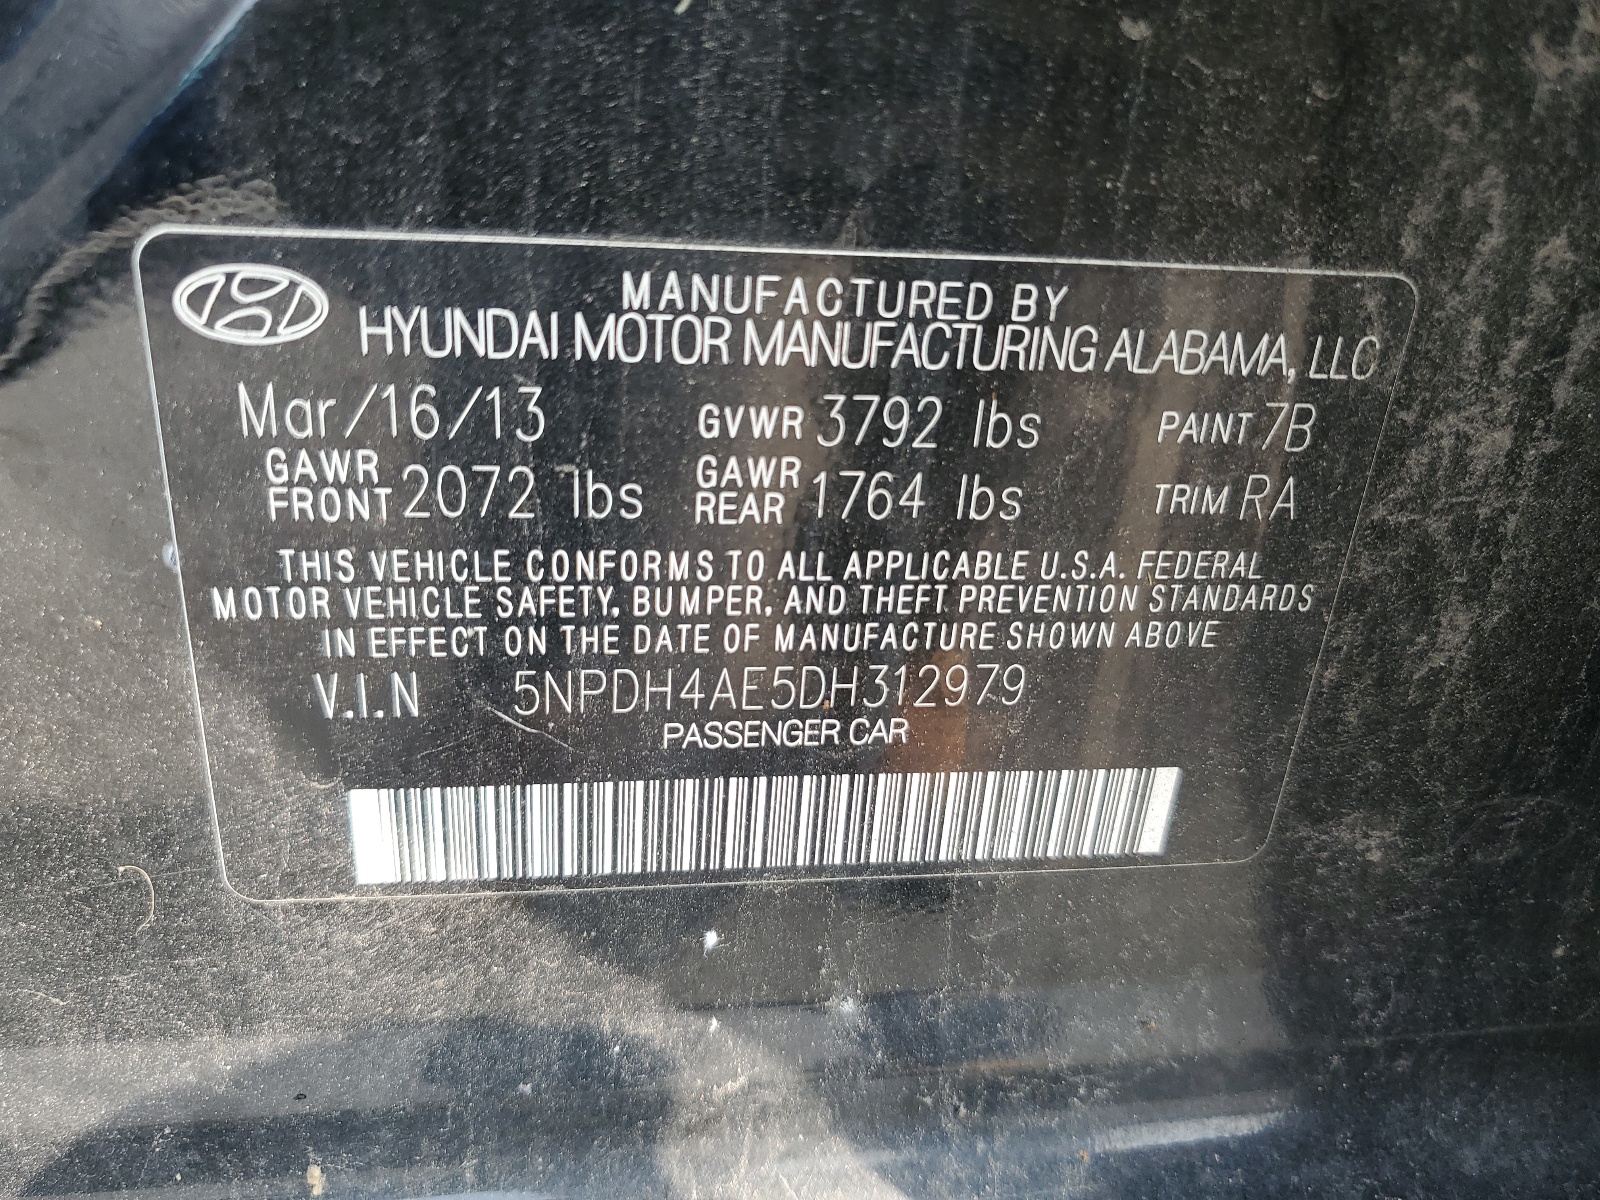 MANUFACTURED BY
HYUNDAI MOTOR MANUFACTURING ALABAMA, LLC
Mar/16/13 GVWR 3792 lbs PAINT 7B
GAWR FRONT 2072 lbs GAWR REAR 1764 lbs TRIM RA
THIS VEHICLE CONFORMS TO ALL APPLICABLE U.S.A. FEDERAL
MOTOR VEHICLE SAFETY, BUMPER, AND THEFT PREVENTION STANDARDS
IN EFFECT ON THE DATE OF MANUFACTURE SHOWN ABOVE
V.I.N 5NPDH4AE5DH312979
PASSENGER CAR